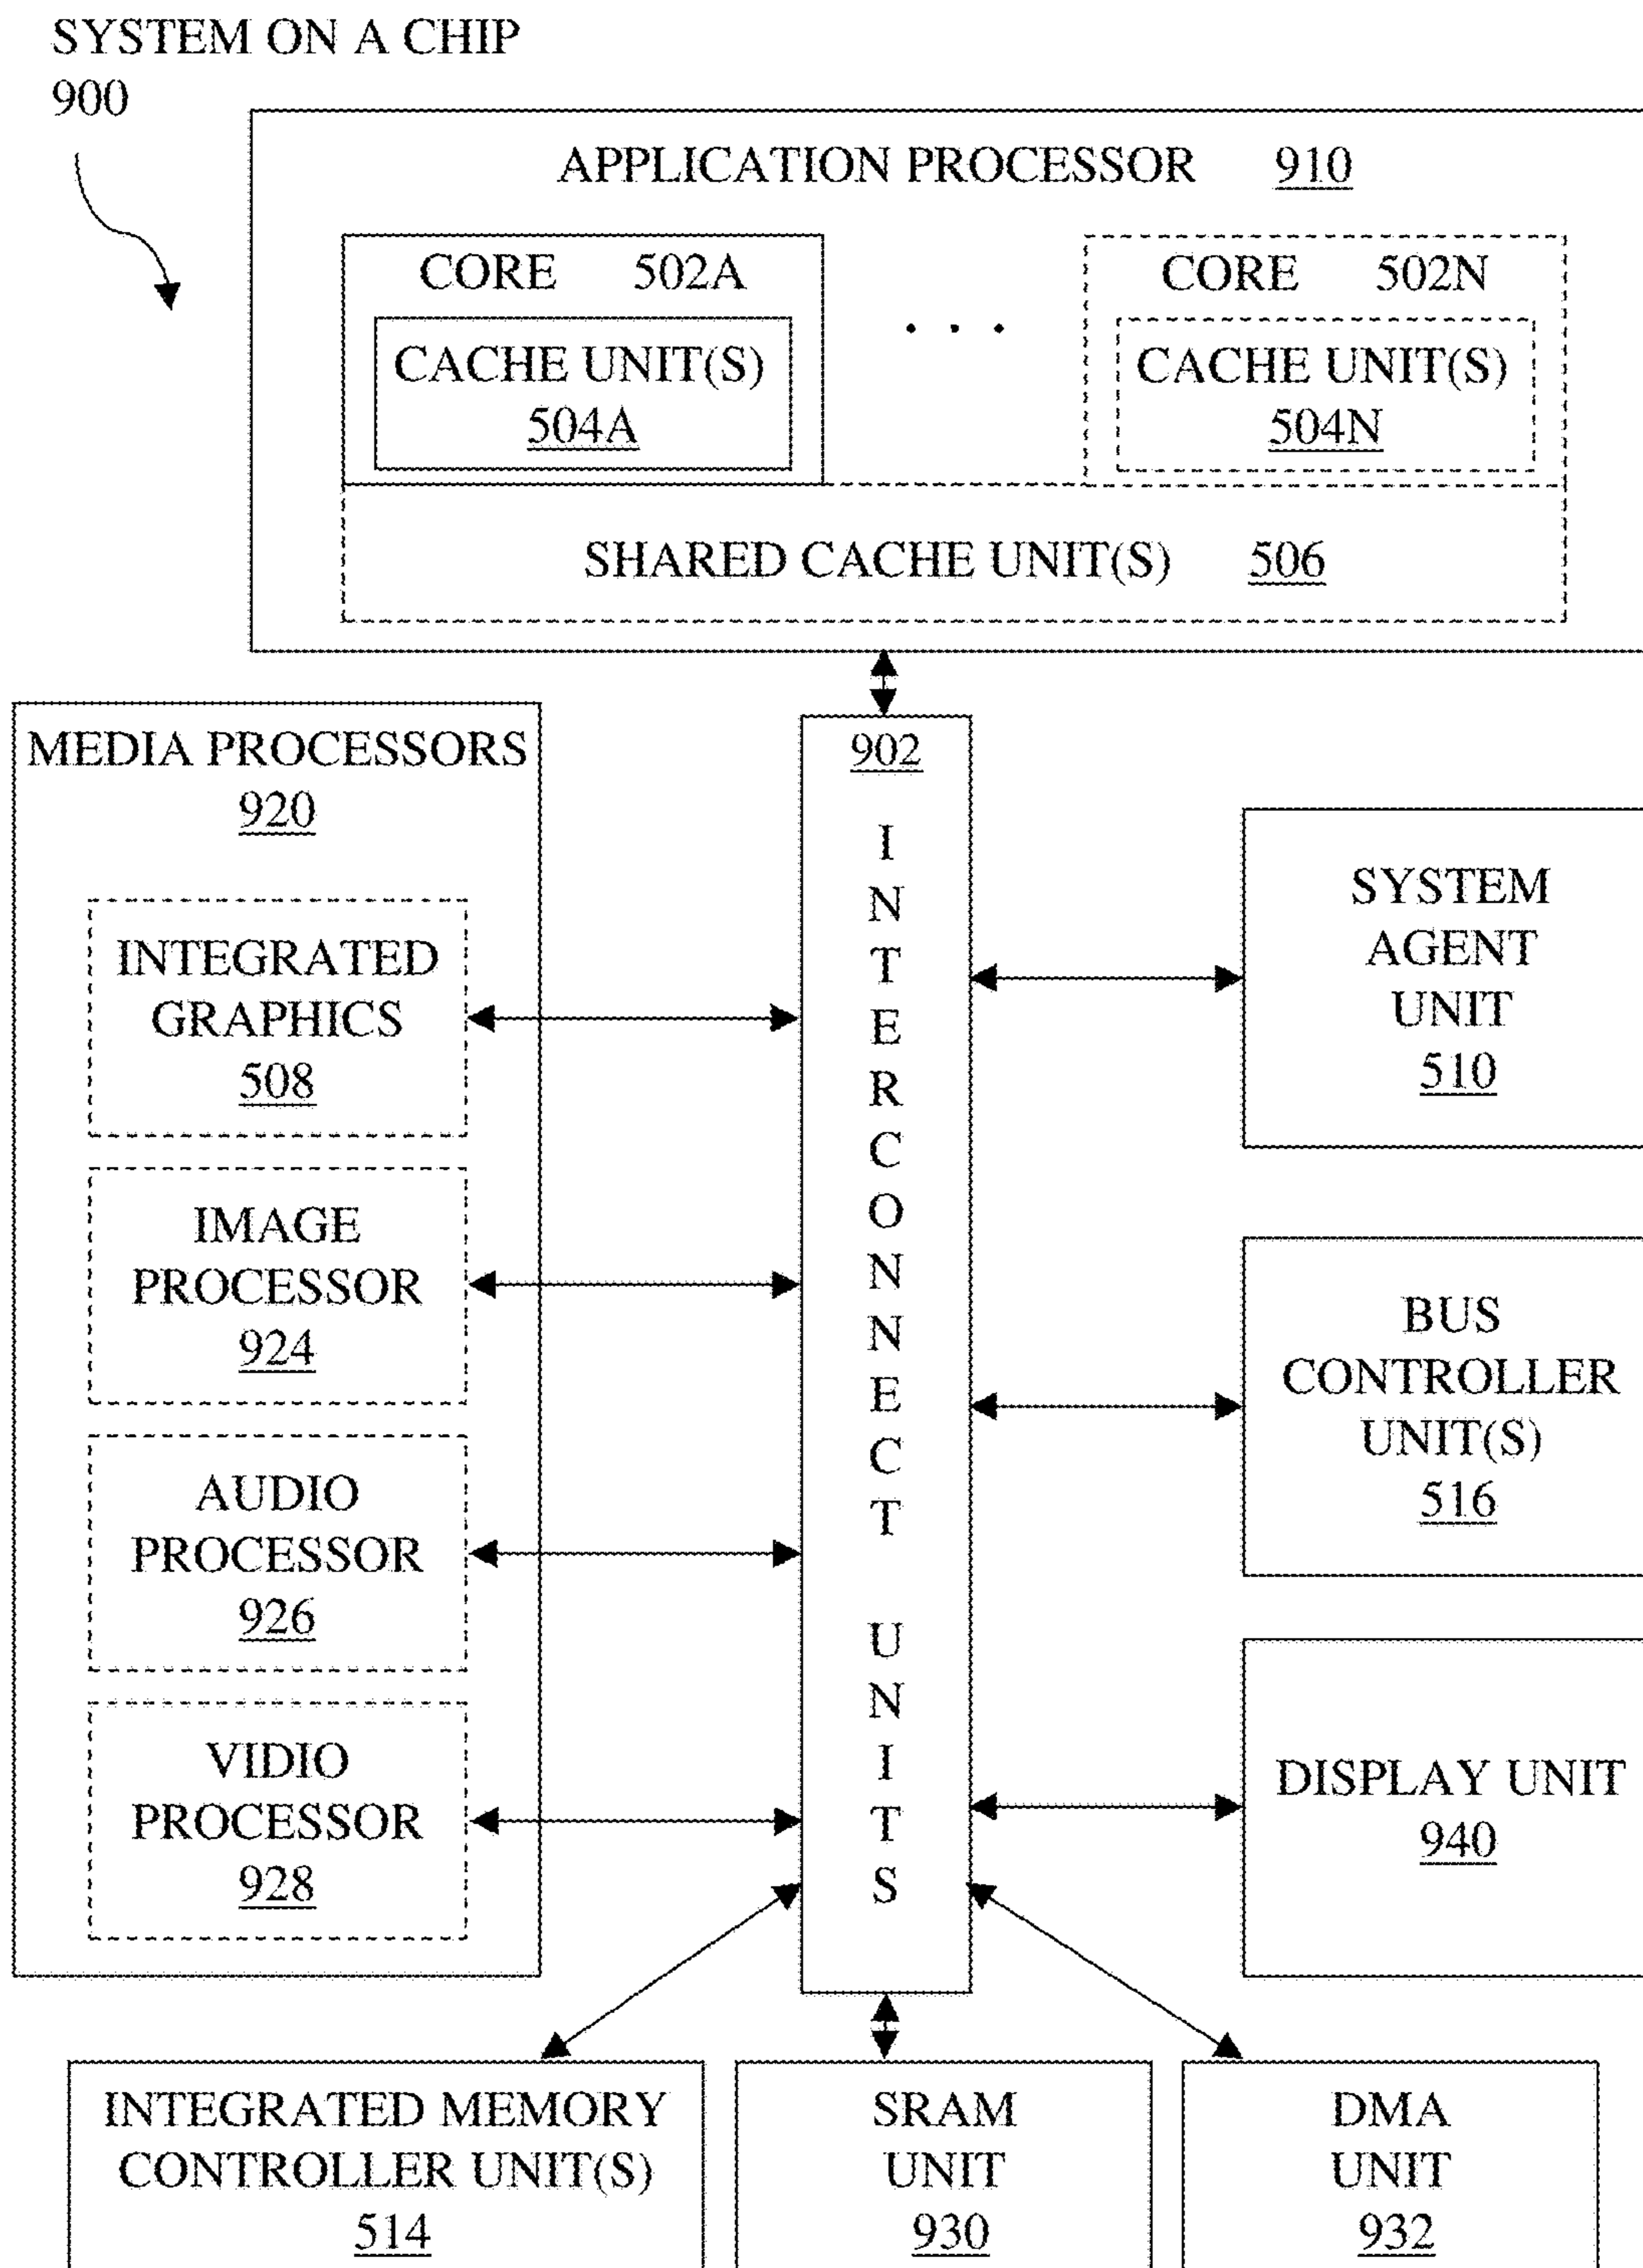 SYSTEM ON A CHIP
900
APPLICATION PROCESSOR 910
CORE 502A
CACHE UNIT(S)
504A
. . .
CORE 502N
CACHE UNIT(S)
504N
SHARED CACHE UNIT(S) 506
MEDIA PROCESSORS
920
INTEGRATED
GRAPHICS
508
IMAGE
PROCESSOR
924
AUDIO
PROCESSOR
926
VIDIO
PROCESSOR
928
902
INTERCONNECT UNITS
SYSTEM
AGENT
UNIT
510
BUS
CONTROLLER
UNIT(S)
516
DISPLAY UNIT
940
INTEGRATED MEMORY
CONTROLLER UNIT(S)
514
SRAM
UNIT
930
DMA
UNIT
932